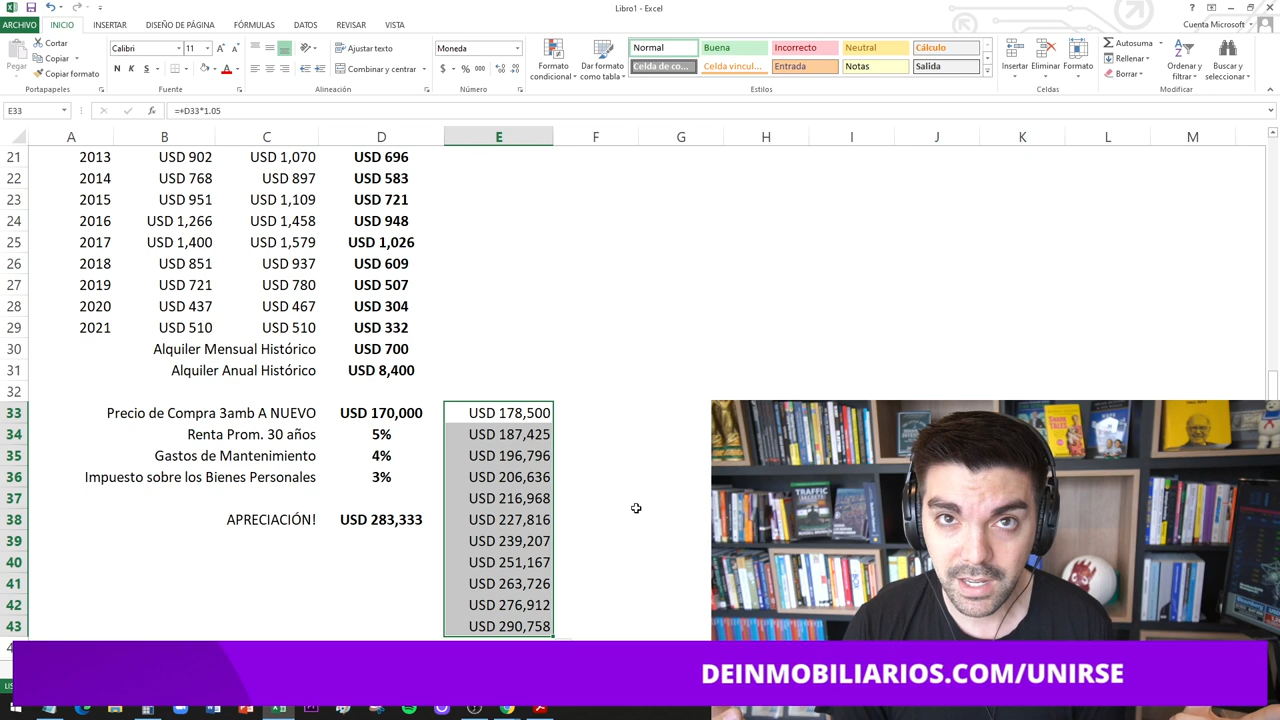 Libro1 - Excel
Cuenta Microsoft
ARCHIVO INICIO INSERTAR DISEÑO DE PÁGINA FÓRMULAS DATOS REVISAR VISTA
Pegar Cortar Copiar Copiar formato
Portapapeles
Calibri 11
N K S
Fuente
Ajustar texto
Combinar y centrar
Alineación
Moneda
$ % 000
Número
Formato condicional
Dar formato como tabla
Normal Buena Incorrecto Neutral Cálculo
Celda de co... Celda vincul... Entrada Notas Salida
Estilos
Insertar Eliminar Formato
Celdas
Autosuma
Rellenar
Borrar
Ordenar y filtrar
Buscar y seleccionar
Modificar
E33 fx =+D33*1.05
A B C D E F G H I J K L M
21 2013 USD 902 USD 1,070 USD 696
22 2014 USD 768 USD 897 USD 583
23 2015 USD 951 USD 1,109 USD 721
24 2016 USD 1,266 USD 1,458 USD 948
25 2017 USD 1,400 USD 1,579 USD 1,026
26 2018 USD 851 USD 937 USD 609
27 2019 USD 721 USD 780 USD 507
28 2020 USD 437 USD 467 USD 304
29 2021 USD 510 USD 510 USD 332
30 Alquiler Mensual Histórico USD 700
31 Alquiler Anual Histórico USD 8,400
32
33 Precio de Compra 3amb A NUEVO USD 170,000 USD 178,500
34 Renta Prom. 30 años 5% USD 187,425
35 Gastos de Mantenimiento 4% USD 196,796
36 Impuesto sobre los Bienes Personales 3% USD 206,636
37 USD 216,968
38 APRECIACIÓN! USD 283,333 USD 227,816
39 USD 239,207
40 USD 251,167
41 USD 263,726
42 USD 276,912
43 USD 290,758
TRAFFIC SECRETS
DEINMOBILIARIOS.COM/UNIRSE